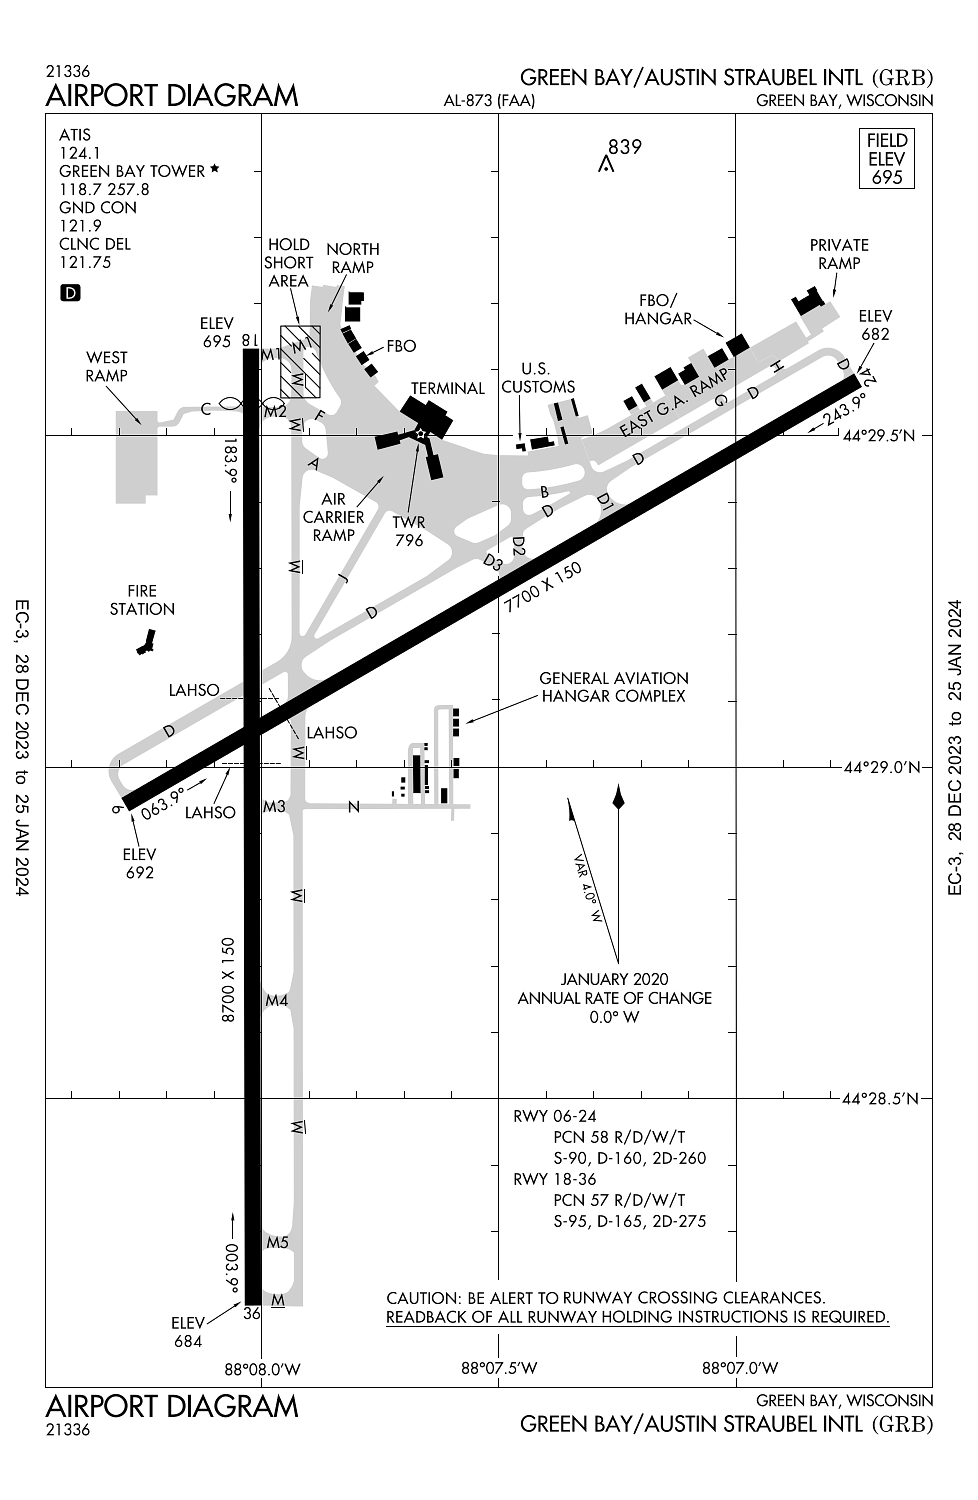 21336
AIRPORT DIAGRAM
AL-873 (FAA)
GREEN BAY/AUSTIN STRAUBEL INTL (GRB)
GREEN BAY, WISCONSIN
ATIS
124.1
GREEN BAY TOWER ★
118.7 257.8
GND CON
121.9
CLNC DEL
121.75
D
839
FIELD
ELEV
695
HOLD
SHORT
AREA
NORTH
RAMP
PRIVATE
RAMP
FBO/
HANGAR
ELEV
682
ELEV
695
18
M1
M1
W
FBO
WEST
RAMP
TERMINAL
U.S.
CUSTOMS
H
D
D
24
243.9°
C
M2
W
F
EAST G.A. RAMP
G
44°29.5'N
183.9°
A
D
AIR
CARRIER
RAMP
TWR
796
B
D
D1
D2
D3
W
J
7700 X 150
D
FIRE
STATION
EC-3, 28 DEC 2023 to 25 JAN 2024
EC-3, 28 DEC 2023 to 25 JAN 2024
LAHSO
GENERAL AVIATION
HANGAR COMPLEX
D
LAHSO
W
44°29.0'N
6
063.9°
LAHSO
M3
N
ELEV
692
VAR 4.0° W
W
8700 X 150
JANUARY 2020
ANNUAL RATE OF CHANGE
0.0° W
M4
44°28.5'N
W
RWY 06-24
PCN 58 R/D/W/T
S-90, D-160, 2D-260
RWY 18-36
PCN 57 R/D/W/T
S-95, D-165, 2D-275
003.9°
M5
M
36
ELEV
684
CAUTION: BE ALERT TO RUNWAY CROSSING CLEARANCES.
READBACK OF ALL RUNWAY HOLDING INSTRUCTIONS IS REQUIRED.
88°08.0'W
88°07.5'W
88°07.0'W
AIRPORT DIAGRAM
21336
GREEN BAY, WISCONSIN
GREEN BAY/AUSTIN STRAUBEL INTL (GRB)